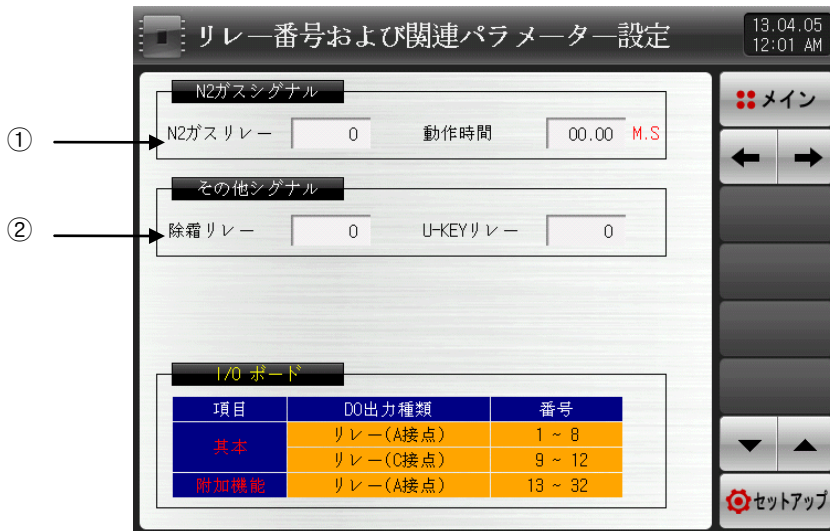 リレー番号および関連パラメーター設定
13.04.05
12:01 AM
N2ガスシグナル
① N2ガスリレー 0 動作時間 00.00 M.S
その他シグナル
② 除霜リレー 0 U-KEYリレー 0
I/O ボード
項目 DO出力種類 番号
其本 リレー(A接点) 1 ~ 8
リレー(C接点) 9 ~ 12
附加機能 リレー(A接点) 13 ~ 32
メイン
セットアップ